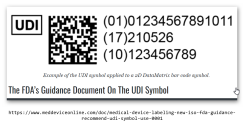 UDI
(01)01234567891011
(17)210526
(10)123456789
Example of the UDI symbol applied to a 2D DataMatrix bar code symbol
The FDA's Guidance Document On The UDI Symbol
https://www.meddeviceonline.com/doc/medical-device-labeling-new-iso-fda-guidance-
recommend-udi-symbol-use-0001